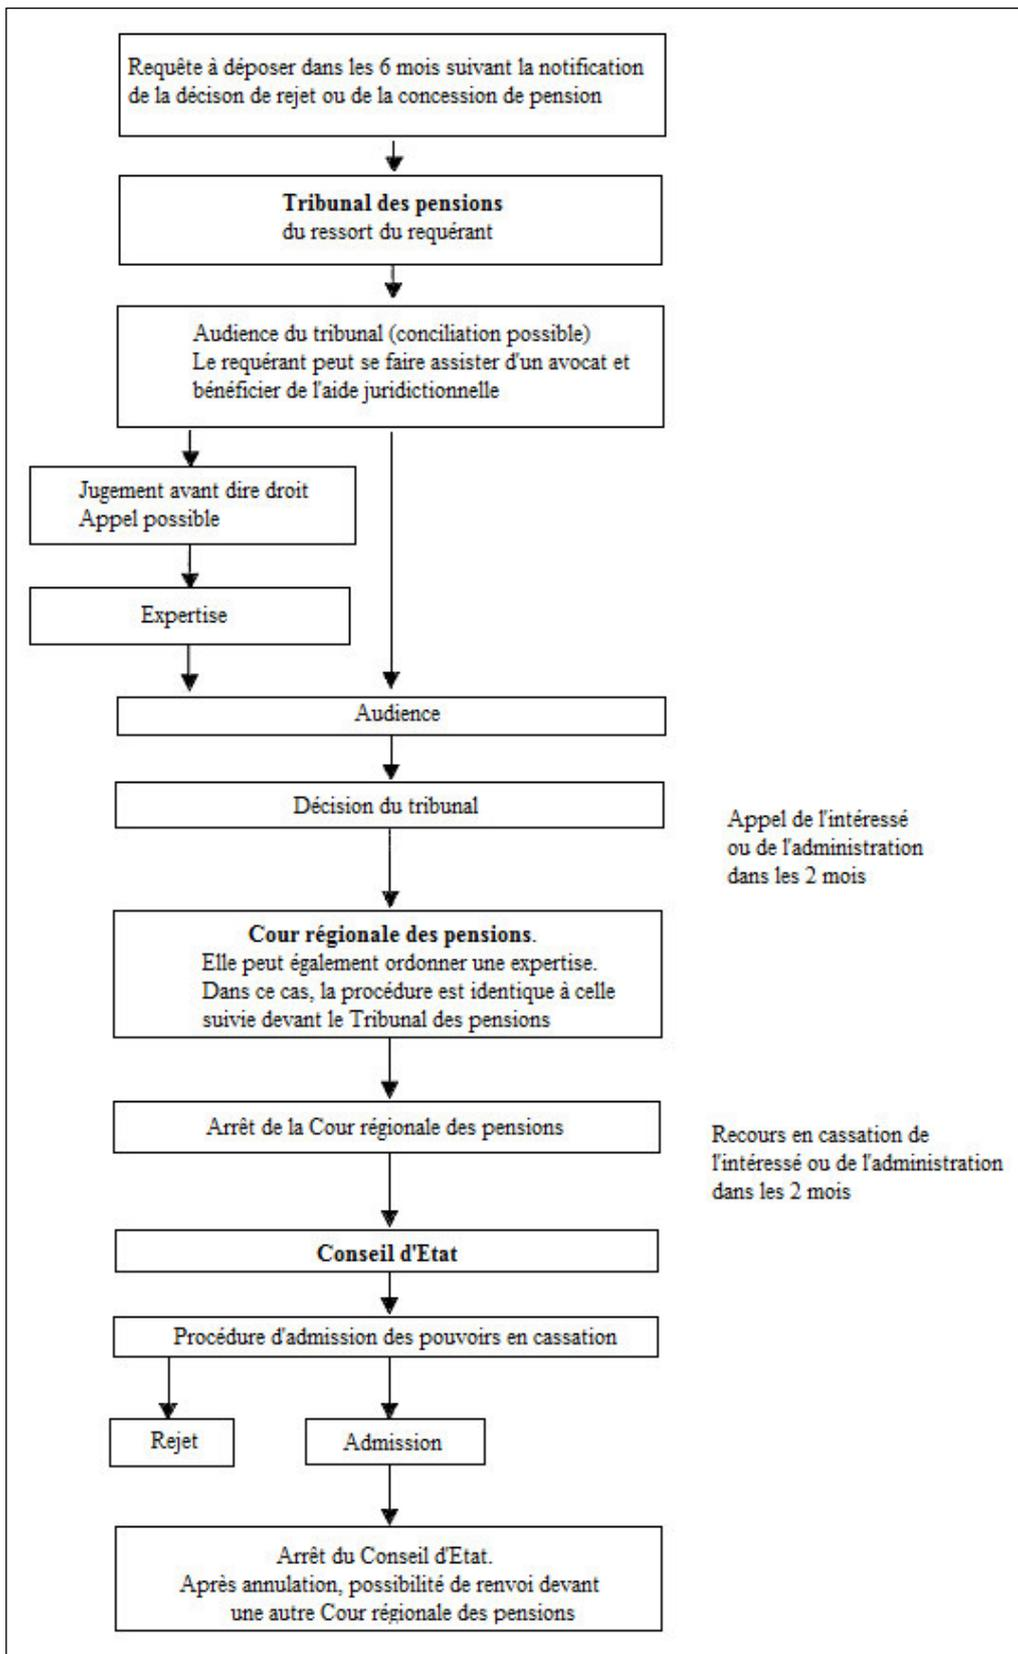 Requête à déposer dans les 6 mois suivant la notification
de la décison de rejet ou de la concession de pension
Tribunal des pensions
du ressort du requérant
Audience du tribunal (conciliation possible)
Le requérant peut se faire assister d'un avocat et
bénéficier de l'aide juridictionnelle
Jugement avant dire droit
Appel possible
Expertise
Audience
Décision du tribunal
Appel de l'intéressé
ou de l'administration
dans les 2 mois
Cour régionale des pensions.
Elle peut également ordonner une expertise.
Dans ce cas, la procédure est identique à celle
suivie devant le Tribunal des pensions
Arrêt de la Cour régionale des pensions
Recours en cassation de
l'intéressé ou de l'administration
dans les 2 mois
Conseil d'Etat
Procédure d'admission des pouvoirs en cassation
Rejet
Admission
Arrêt du Conseil d'Etat.
Après annulation, possibilité de renvoi devant
une autre Cour régionale des pensions